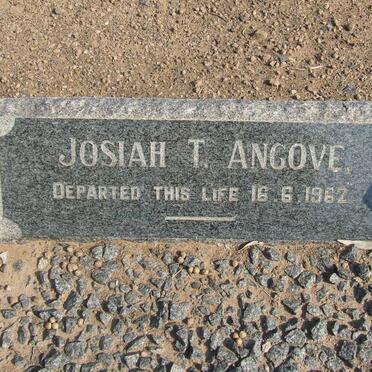 JOSIAH T. ANGOVE.
DEPARTED THIS LIFE 16.6.1962